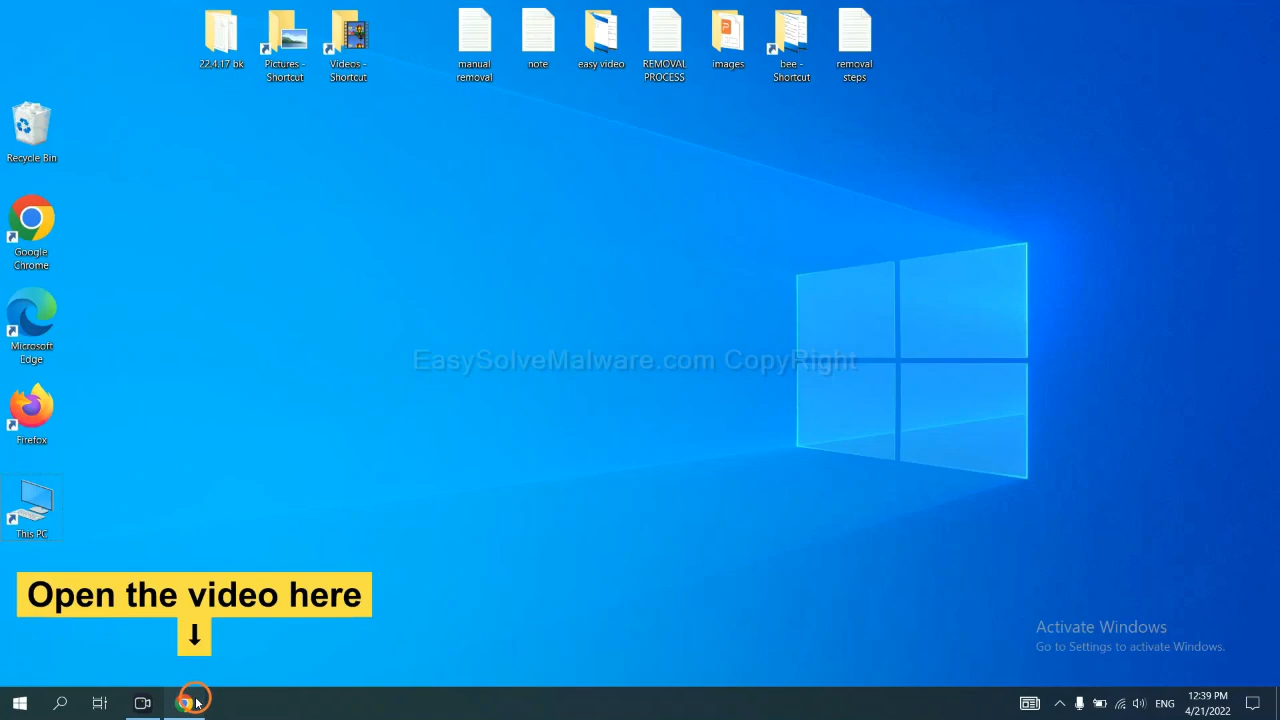 22.4.17 bk
Pictures -
Shortcut
Videos -
Shortcut
manual
removal
note
easy video
REMOVAL
PROCESS
images
bee -
Shortcut
removal
steps
Recycle Bin
Google
Chrome
Microsoft
Edge
Firefox
This PC
EasySolveMalware.com CopyRight
Open the video here
↓
Activate Windows
Go to Settings to activate Windows.
ENG
12:39 PM
4/21/2022